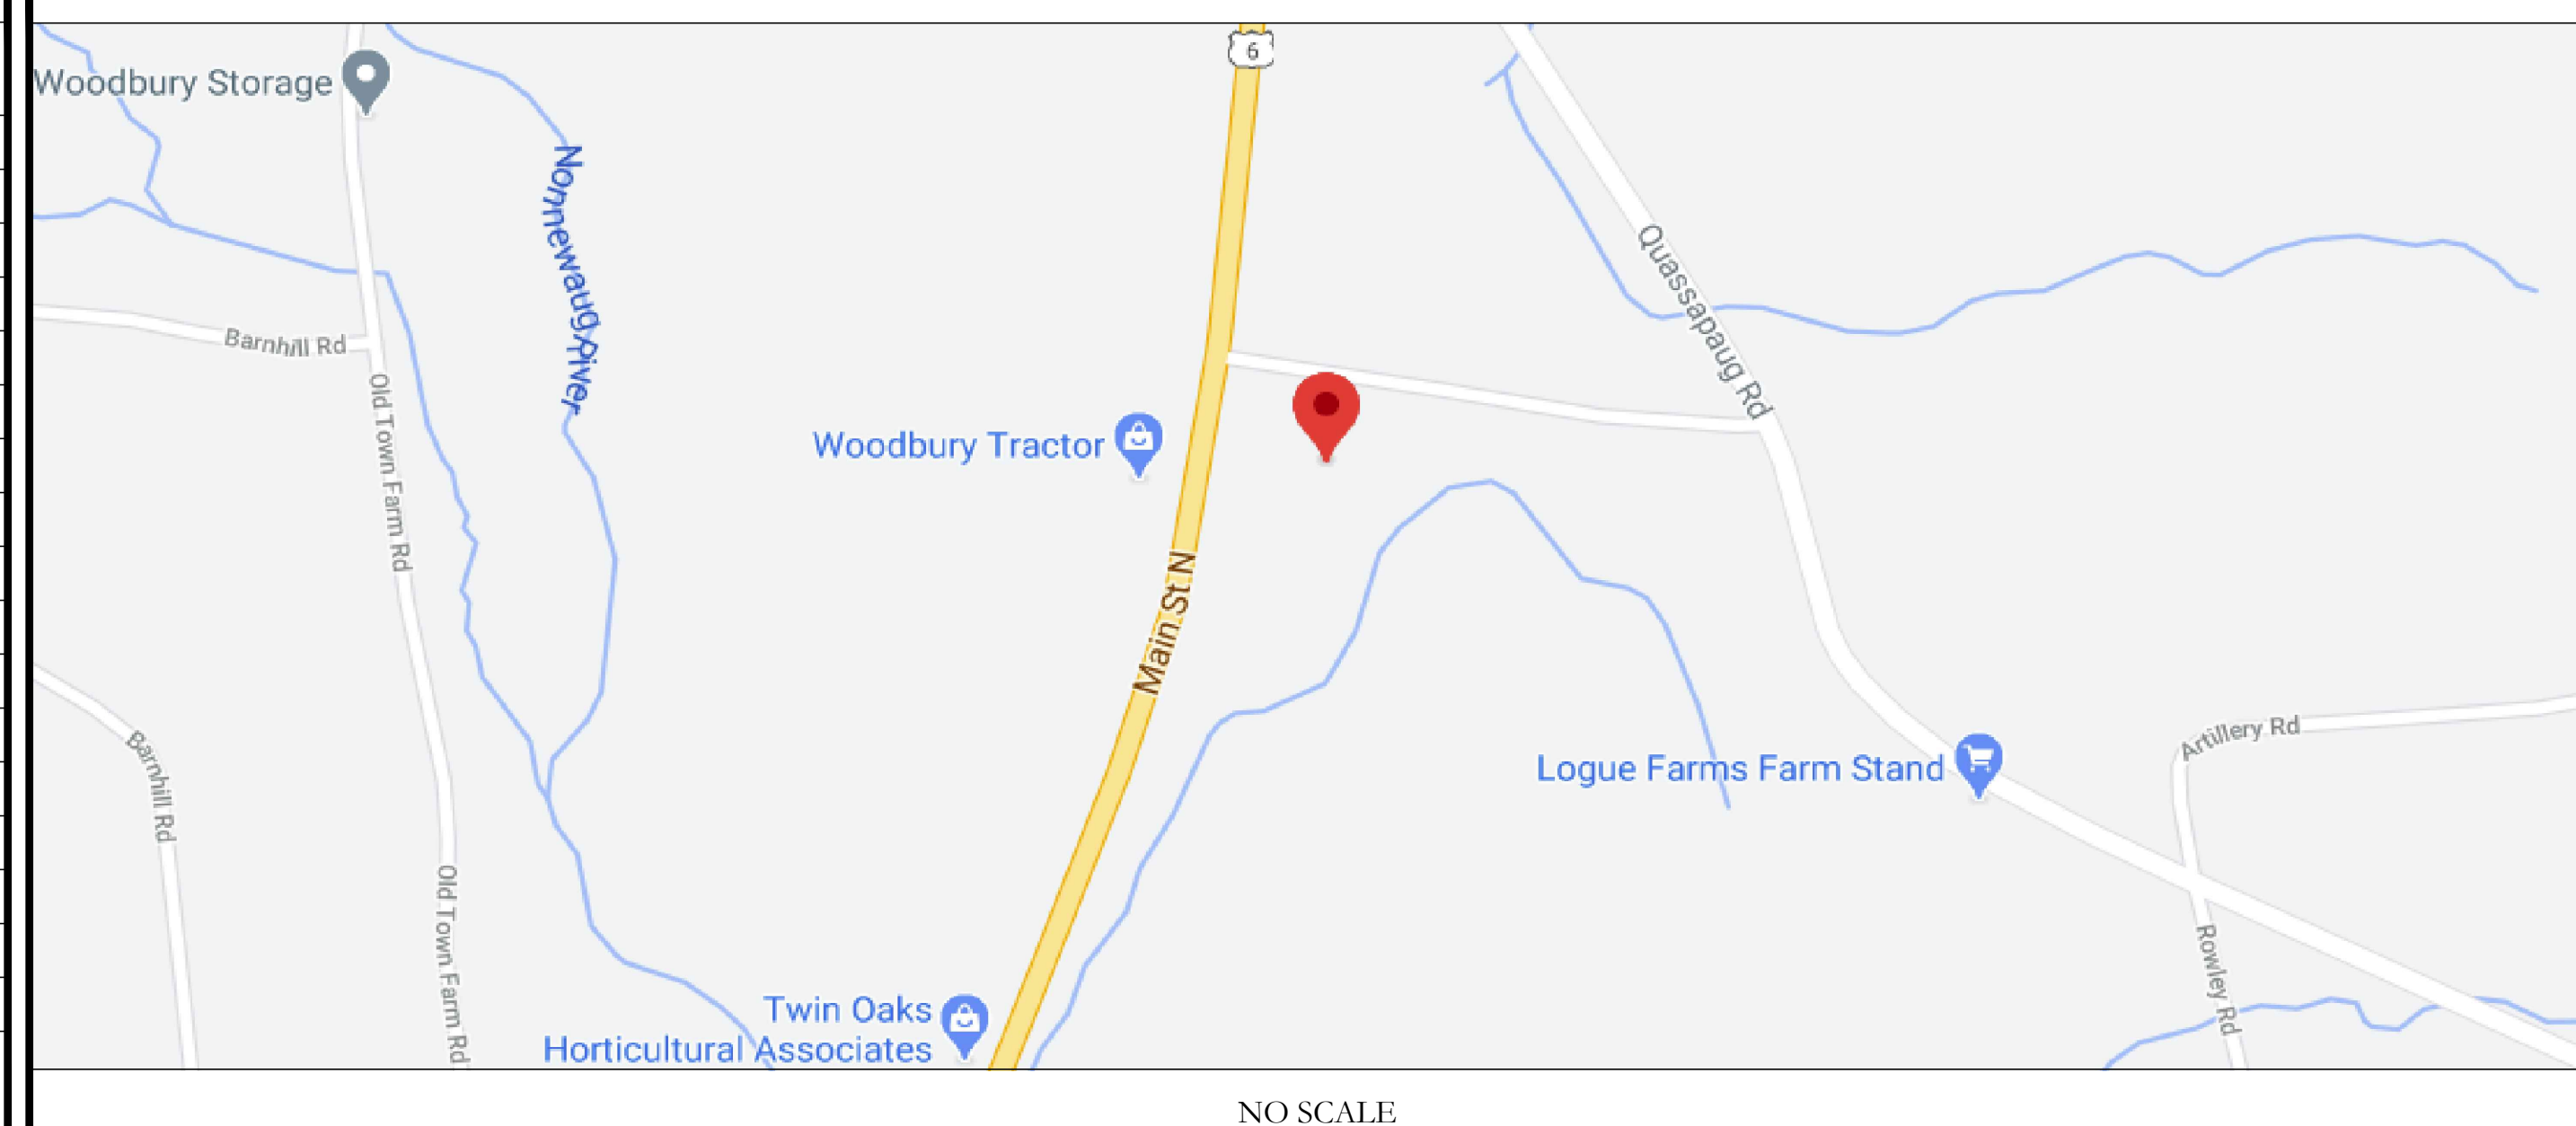 6
Woodbury Storage
Nonnewaug River
Quassapaug Rd
Barnhill Rd
Old Town Farm Rd
Woodbury Tractor
Main St N
Barnhill Rd
Artillery Rd
Logue Farms Farm Stand
Old Town Farm Rd
Rowley Rd
Twin Oaks
Horticultural Associates
NO SCALE